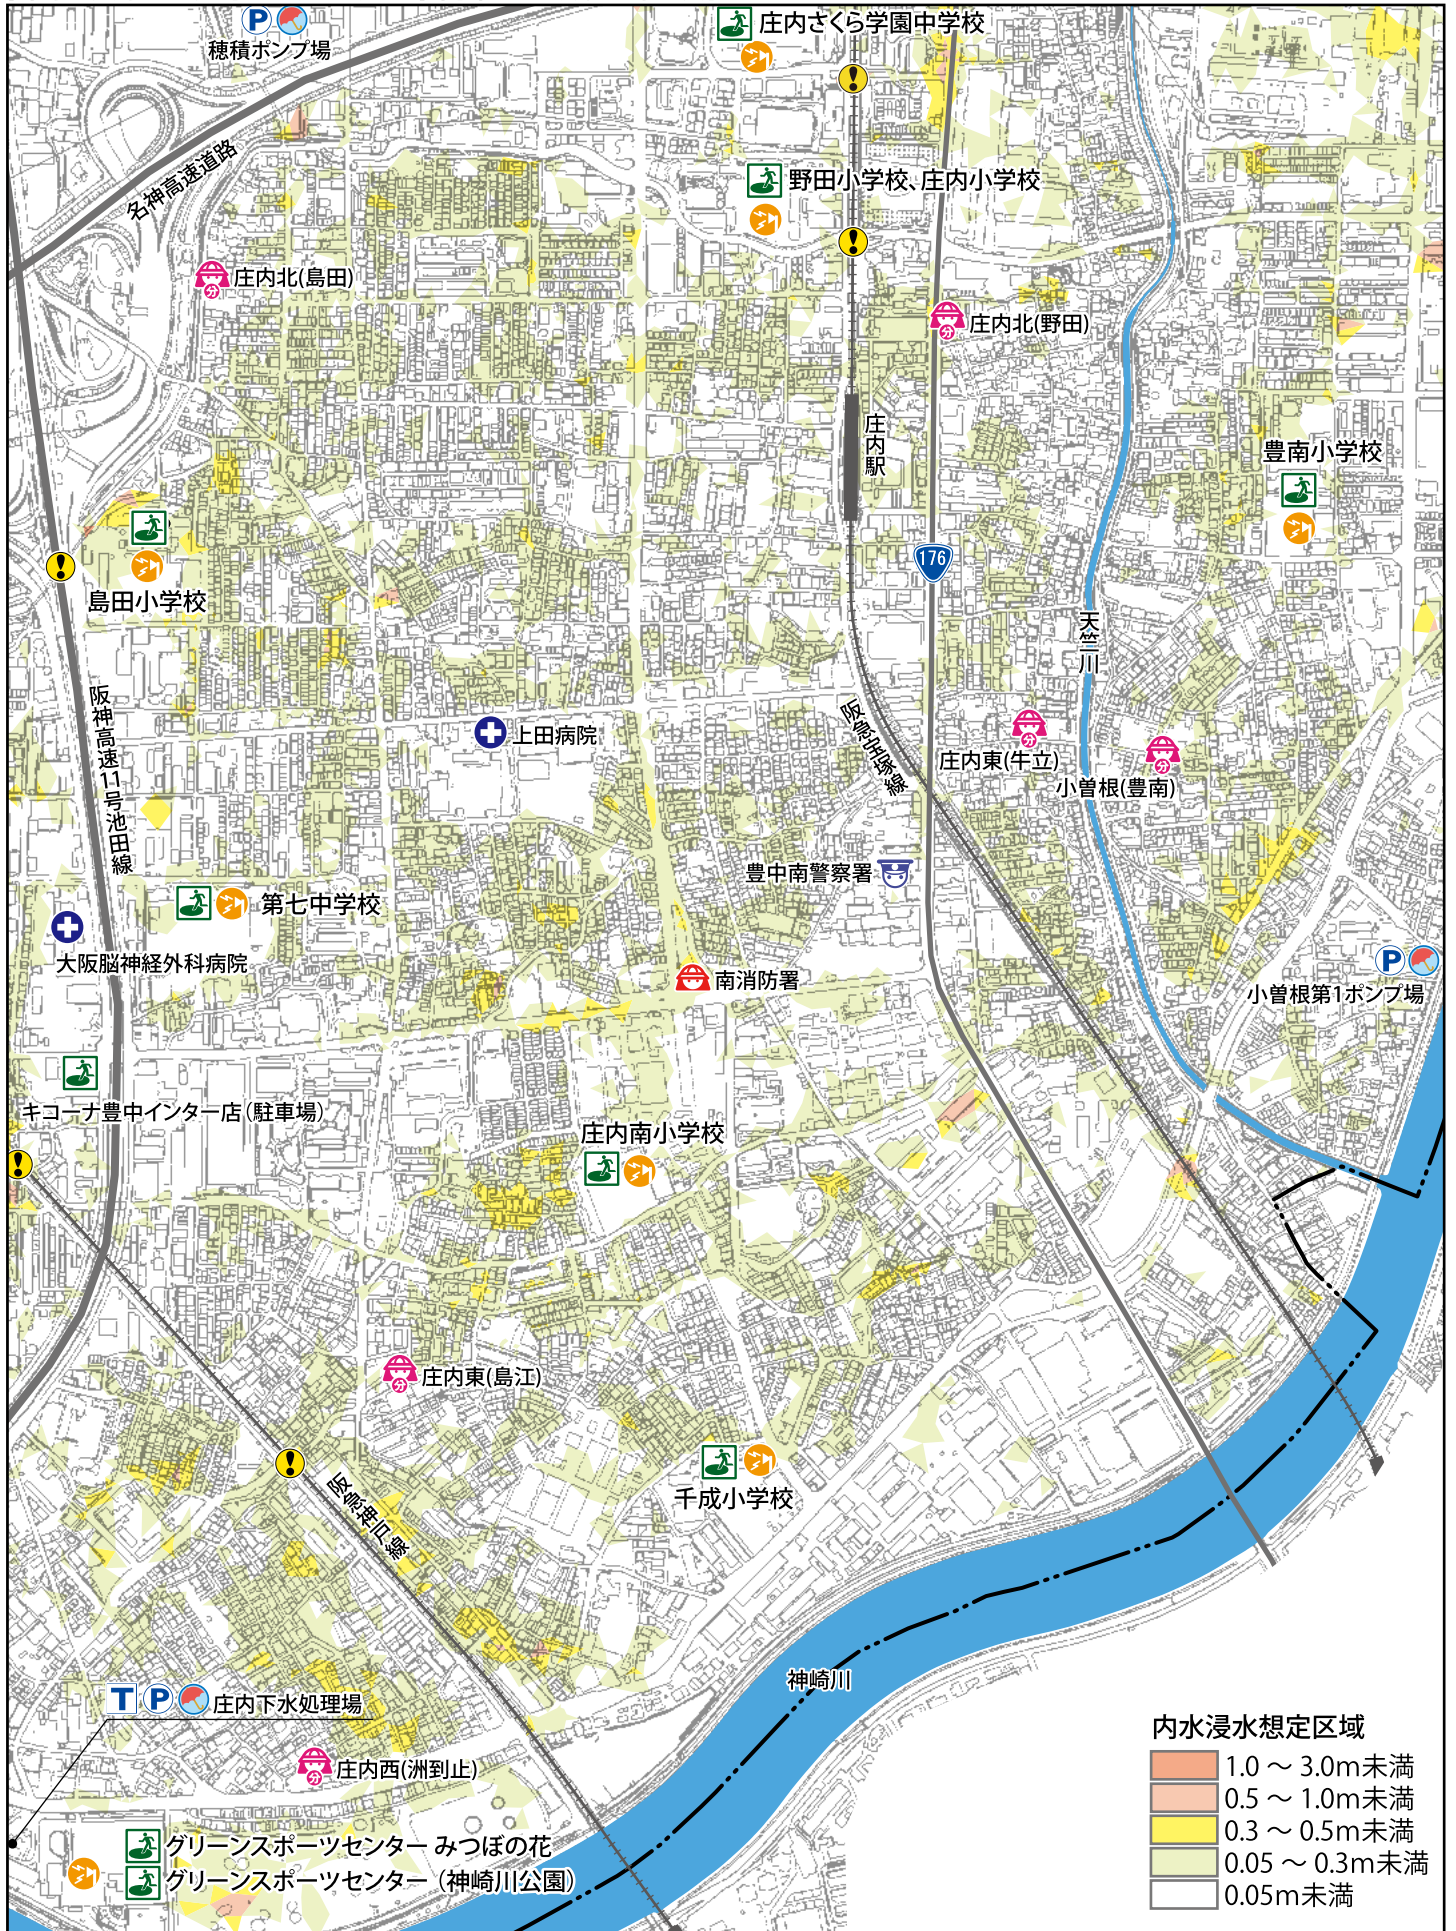 P
穂積ポンプ場
庄内さくら学園中学校
名神高速道路
野田小学校、庄内小学校
分
庄内北(島田)
分
庄内北(野田)
庄内駅
豊南小学校
176
島田小学校
天竺川
阪神高速11号池田線
上田病院
阪急宝塚線
分
庄内東(牛立)
分
小曽根(豊南)
豊中南警察署
第七中学校
大阪脳神経外科病院
南消防署
P
小曽根第1ポンプ場
キコーナ豊中インター店(駐車場)
庄内南小学校
分
庄内東(島江)
千成小学校
阪急神戸線
神崎川
T P
庄内下水処理場
分
庄内西(洲到止)
グリーンスポーツセンター みつぼの花
グリーンスポーツセンター (神崎川公園)
内水浸水想定区域
1.0 ～ 3.0m未満
0.5 ～ 1.0m未満
0.3 ～ 0.5m未満
0.05 ～ 0.3m未満
0.05m未満